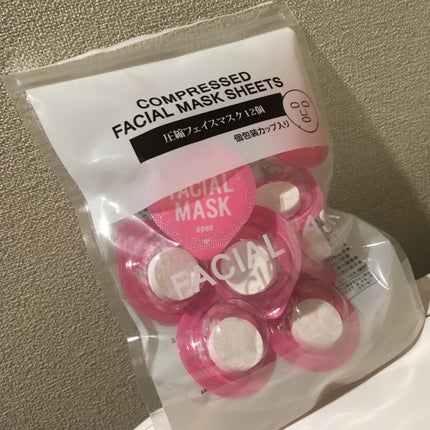 COMPRESSED
FACIAL MASK SHEETS
圧縮フェイスマスク12個
個包装カップ入り
FACIAL
MASK
open
FACIAL